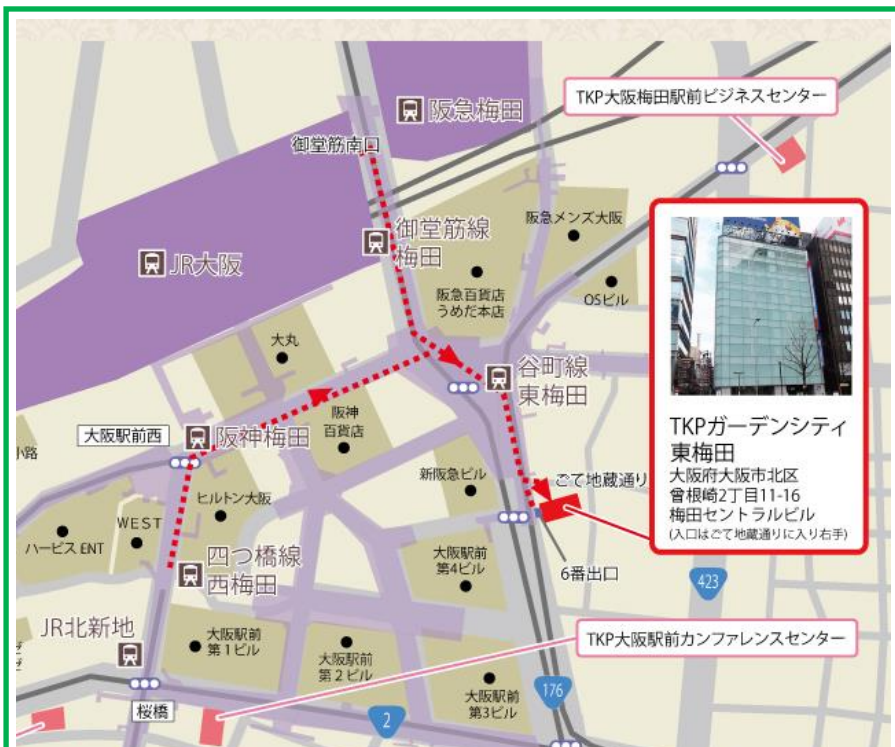 阪急梅田
TKP大阪梅田駅前ビジネスセンター
御堂筋南口
阪急メンズ大阪
御堂筋線
梅田
JR大阪
阪急百貨店
うめだ本店
OSビル
大丸
谷町線
東梅田
阪神
百貨店
大阪駅前西
阪神梅田
TKPガーデンシティ
東梅田
大阪府大阪市北区
曾根崎2丁目11-16
梅田セントラルビル
(入口はごて地蔵通りに入り右手)
小路
新阪急ビル
ごて地蔵通り
ヒルトン大阪
WEST
ハービス ENT
四つ橋線
西梅田
大阪駅前
第4ビル
6番出口
423
JR北新地
大阪駅前
第1ビル
大阪駅前
第2ビル
TKP大阪駅前カンファレンスセンター
大阪駅前
第3ビル
176
桜橋
2